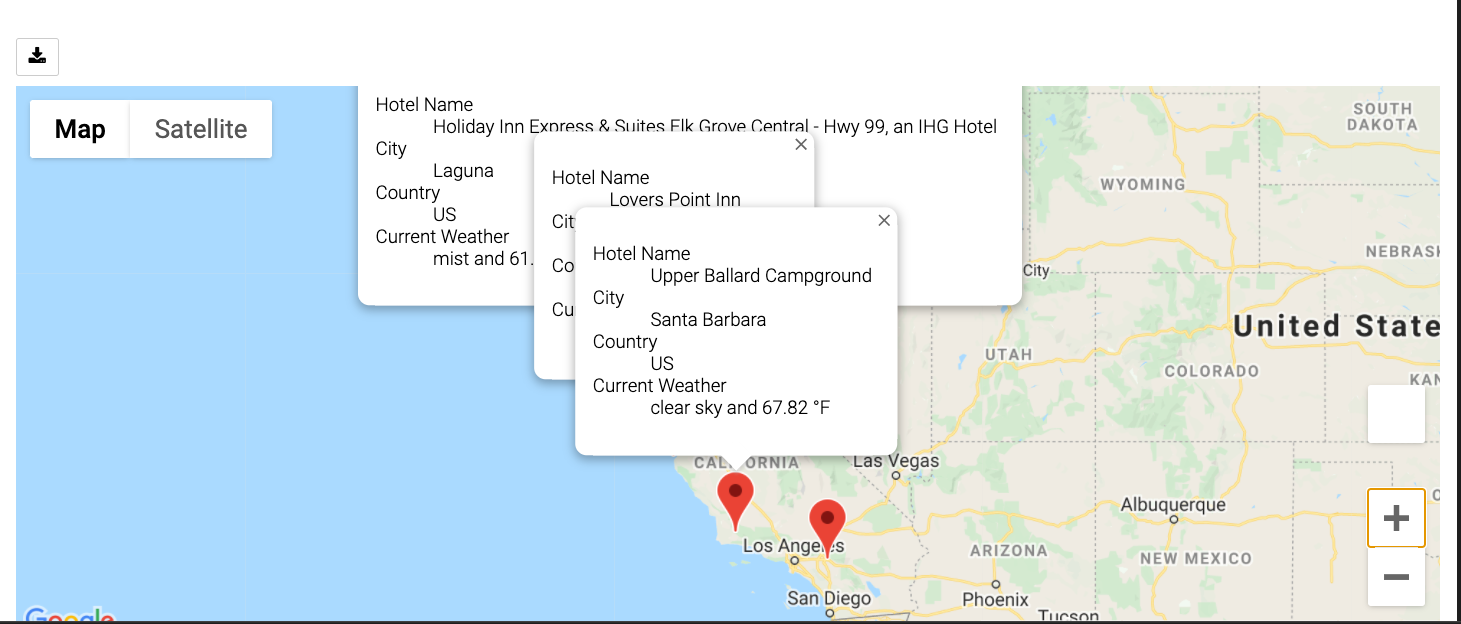 Map
Satellite
Hotel Name
Holiday Inn Express & Suites Elk Grove Central - Hwy 99, an IHG Hotel
City
Laguna
Country
US
Current Weather
mist and 61.
Hotel Name
Lovers Point Inn
City
Co
Cu
Hotel Name
Upper Ballard Campground
City
Santa Barbara
Country
US
Current Weather
clear sky and 67.82 °F
SOUTH
DAKOTA
WYOMING
NEBRASK
City
United State
UTAH
COLORADO
KAN
CALIFORNIA
Las Vegas
Albuquerque
Los Angeles
ARIZONA
NEW MEXICO
San Diego
Phoenix
Tucson
Google